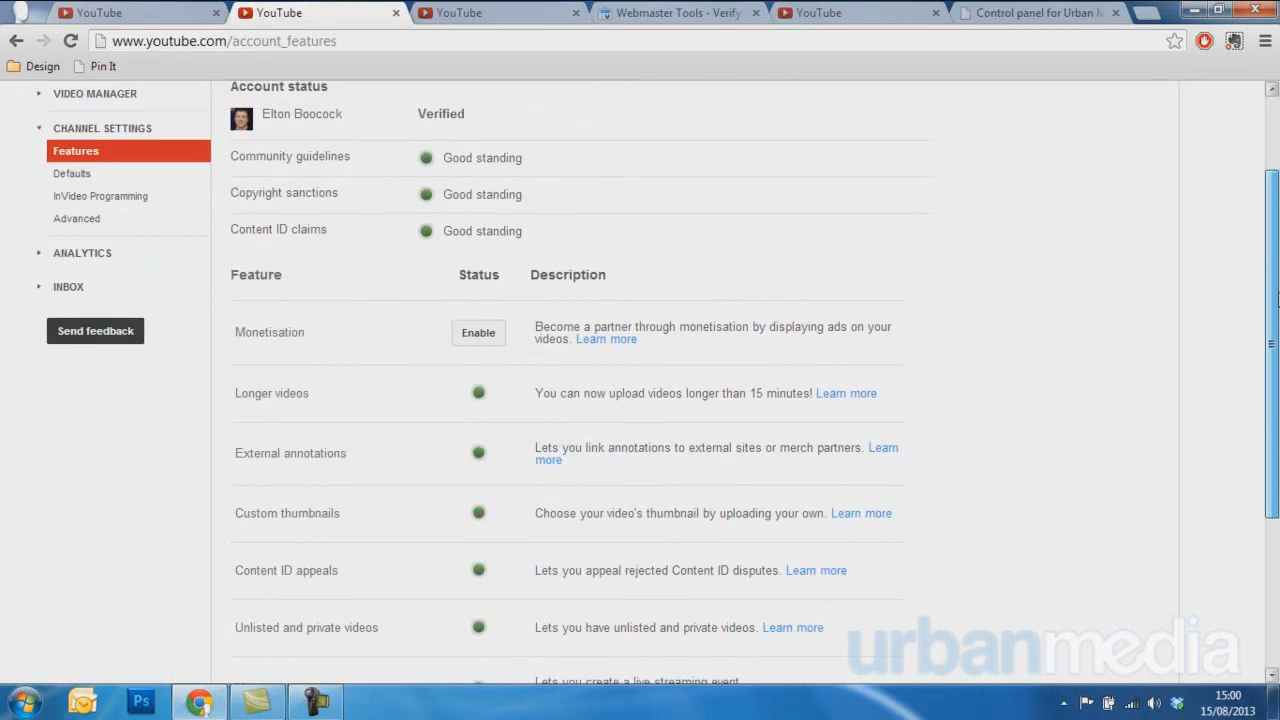 YouTube
YouTube
YouTube
Webmaster Tools - Verify
YouTube
Control panel for Urban M
www.youtube.com/account_features
Design
Pin It
Account status
VIDEO MANAGER
Elton Boocock
Verified
CHANNEL SETTINGS
Features
Community guidelines
Good standing
Defaults
InVideo Programming
Copyright sanctions
Good standing
Advanced
Content ID claims
Good standing
ANALYTICS
INBOX
Send feedback
Feature
Status
Description
Monetisation
Enable
Become a partner through monetisation by displaying ads on your
videos. Learn more
Longer videos
You can now upload videos longer than 15 minutes! Learn more
External annotations
Lets you link annotations to external sites or merch partners. Learn
more
Custom thumbnails
Choose your video's thumbnail by uploading your own. Learn more
Content ID appeals
Lets you appeal rejected Content ID disputes. Learn more
Unlisted and private videos
Lets you have unlisted and private videos. Learn more
Lets you create a live streaming event
urbanmedia
Ps
15:00
15/08/2013